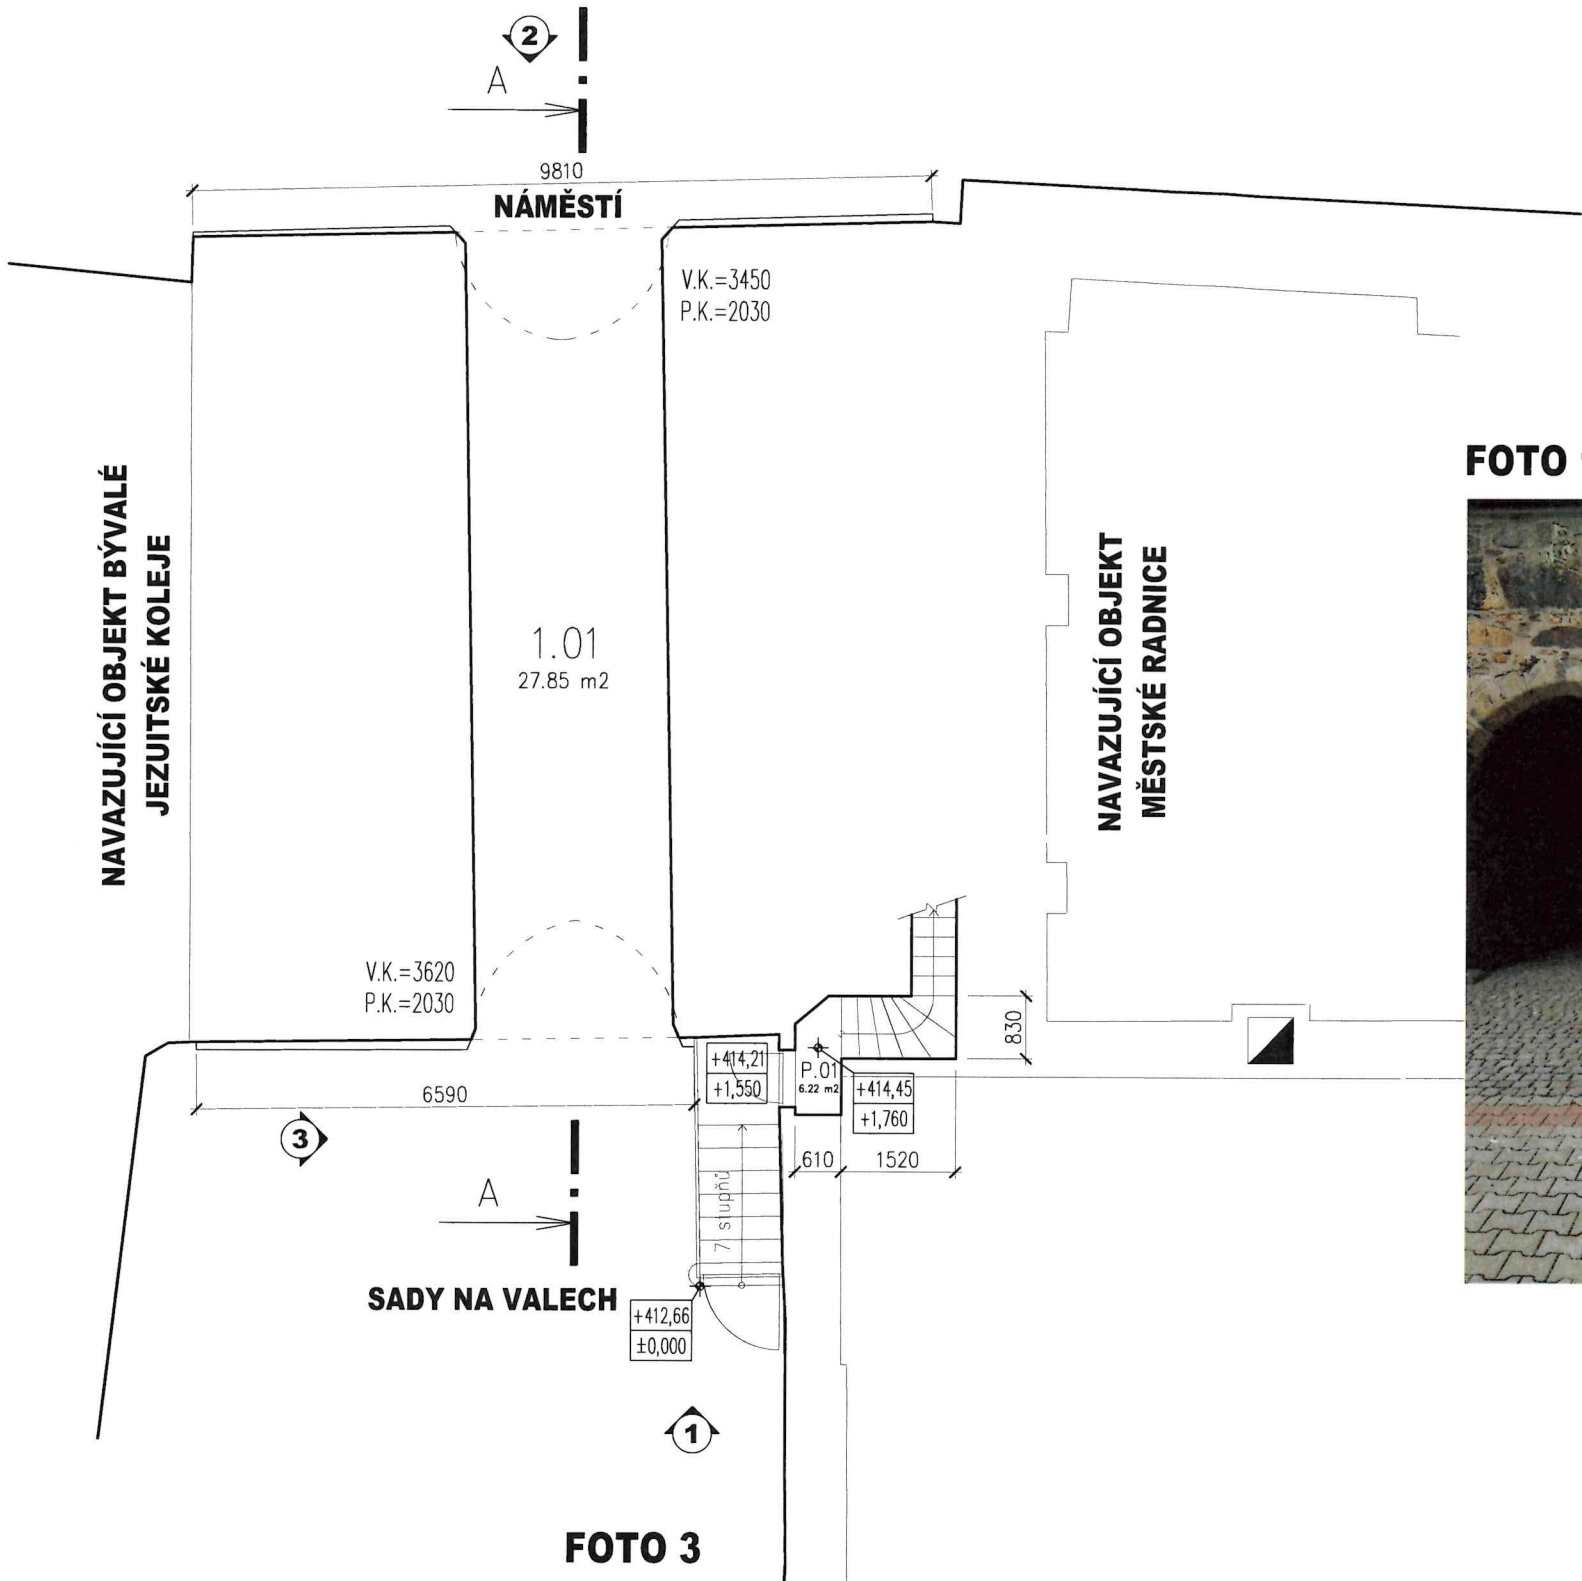 2
A
9810
NÁMĚSTÍ
V.K.=3450
P.K.=2030
FOTO
NAVAZUJÍCÍ OBJEKT BÝVALÉ
JEZUITSKÉ KOLEJE
NAVAZUJÍCÍ OBJEKT
MĚSTSKÉ RADNICE
1.01
27.85 m2
V.K.=3620
P.K.=2030
830
+414,21
+1,550
P.01
6.22 m2
+414,45
+1,760
6590
3
610
1520
A
7 stupňů
SADY NA VALECH
+412,66
±0,000
1
FOTO 3